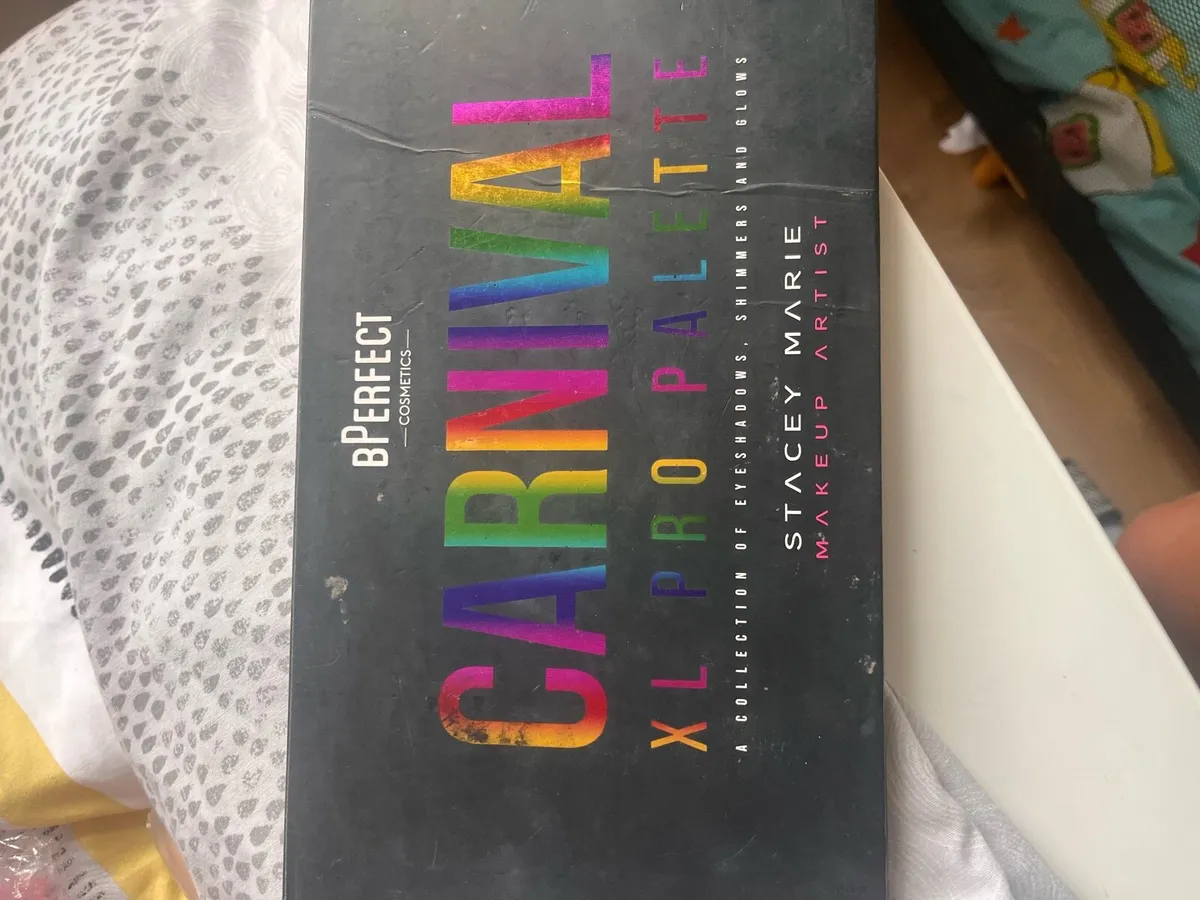 BPERFECT
COSMETICS
CARNIVAL
XL PRO PALETTE
A COLLECTION OF EYESHADOWS, SHIMMERS AND GLOWS
STACEY MARIE
MAKEUP ARTIST